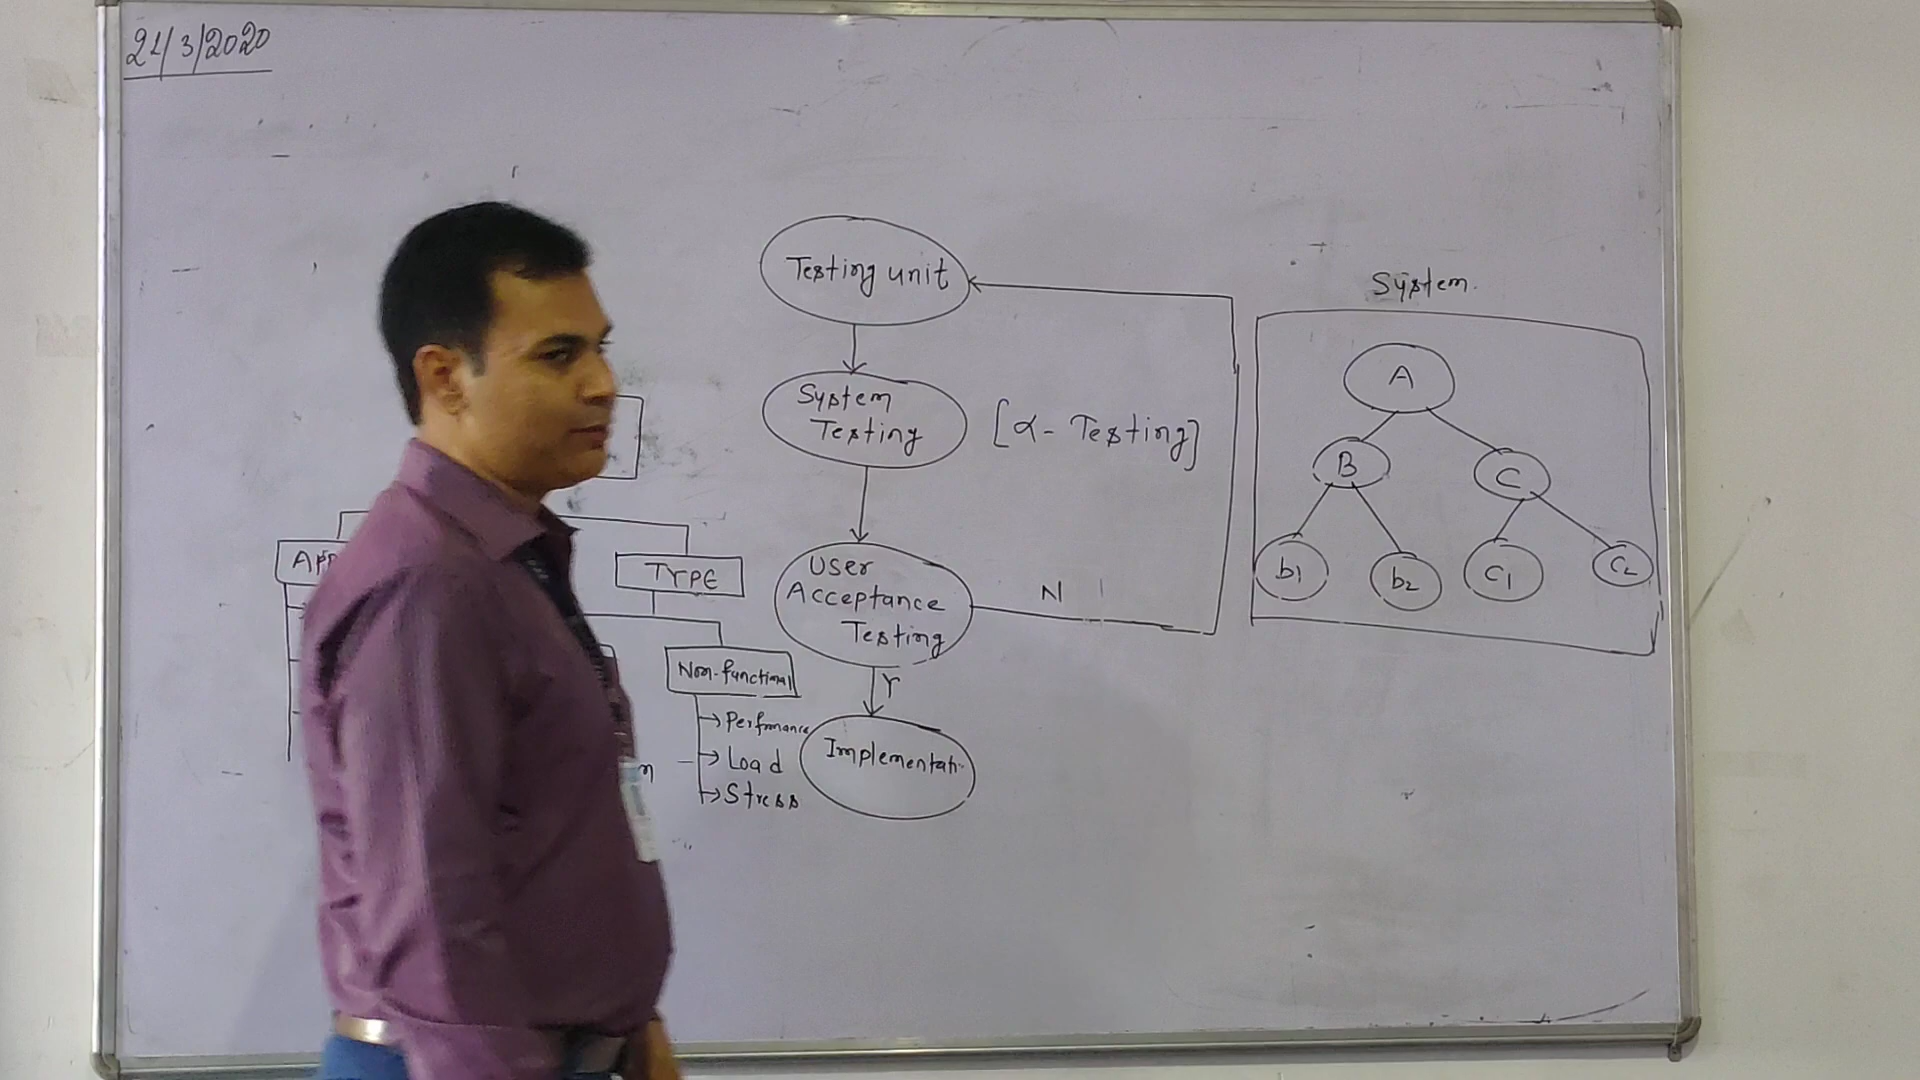 21/3/2020
Testing unit
System
Testing
[α- Testing]
User
Acceptance
Testing
N
Y
Implementati
TYPE
Non-functional
Performance
Load
Stress
System.
A
B
C
b1
b2
C1
C2